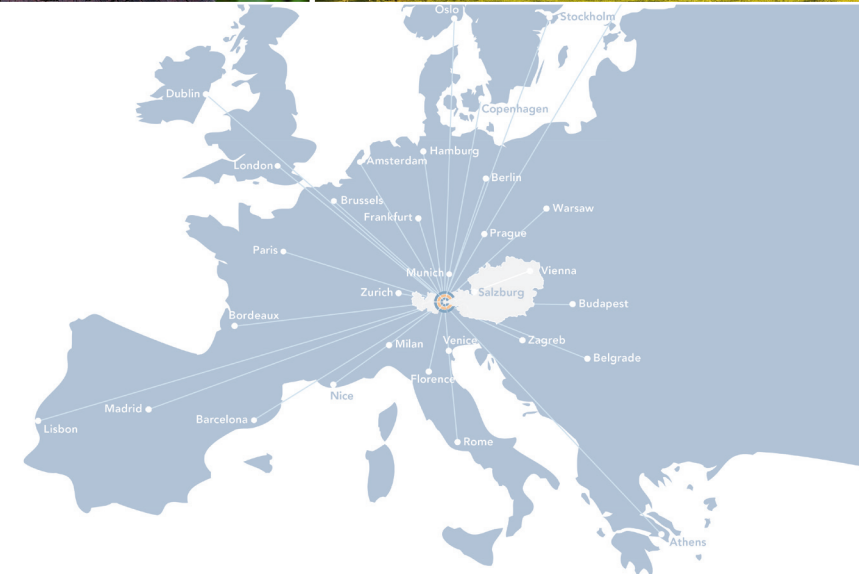 Oslo
Stockholm
Dublin
Copenhagen
Hamburg
Amsterdam
London
Berlin
Brussels
Warsaw
Frankfurt
Prague
Paris
Munich
Vienna
Zurich
Salzburg
Budapest
Bordeaux
Milan
Venice
Zagreb
Belgrade
Florence
Nice
Madrid
Barcelona
Lisbon
Rome
Athens